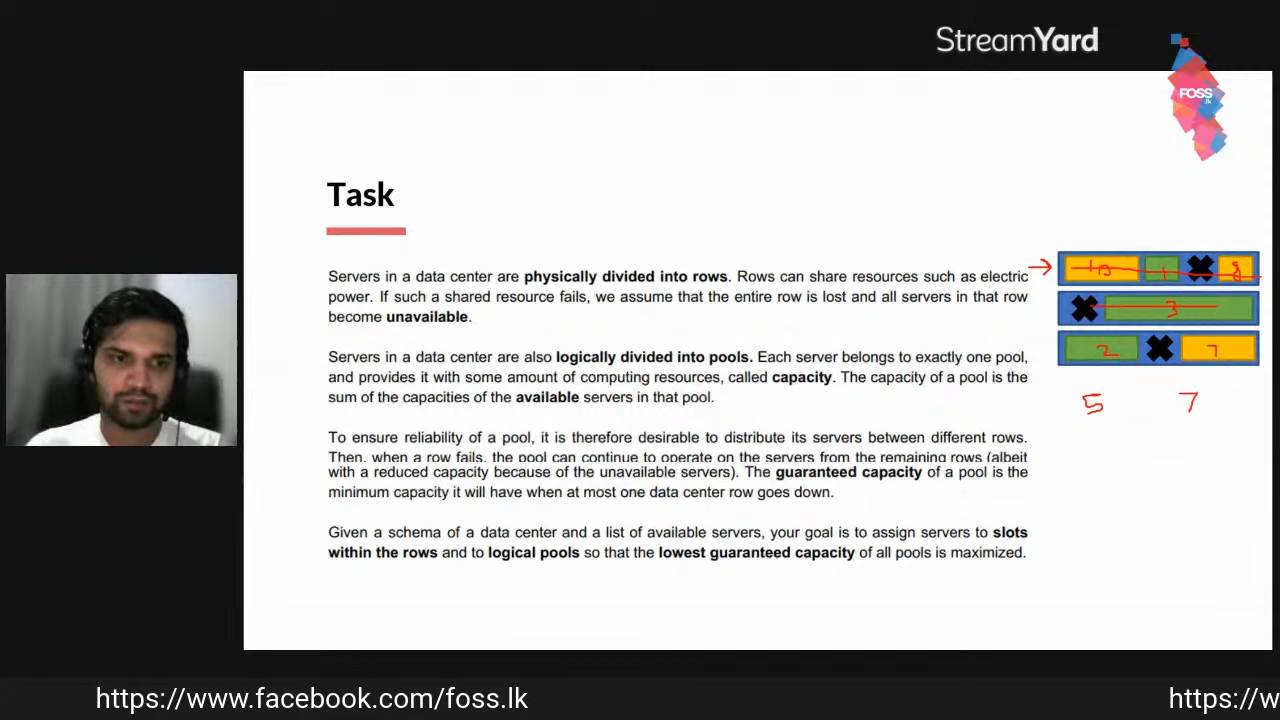 StreamYard
FOSS
.lk
Task
Servers in a data center are physically divided into rows. Rows can share resources such as electric
power. If such a shared resource fails, we assume that the entire row is lost and all servers in that row
become unavailable.
Servers in a data center are also logically divided into pools. Each server belongs to exactly one pool,
and provides it with some amount of computing resources, called capacity. The capacity of a pool is the
sum of the capacities of the available servers in that pool.
To ensure reliability of a pool, it is therefore desirable to distribute its servers between different rows.
Then, when a row fails, the pool can continue to operate on the servers from the remaining rows (albeit
with a reduced capacity because of the unavailable servers). The guaranteed capacity of a pool is the
minimum capacity it will have when at most one data center row goes down.
Given a schema of a data center and a list of available servers, your goal is to assign servers to slots
within the rows and to logical pools so that the lowest guaranteed capacity of all pools is maximized.
10 1 8
3
2 7
5 7
https://www.facebook.com/foss.lk https://w